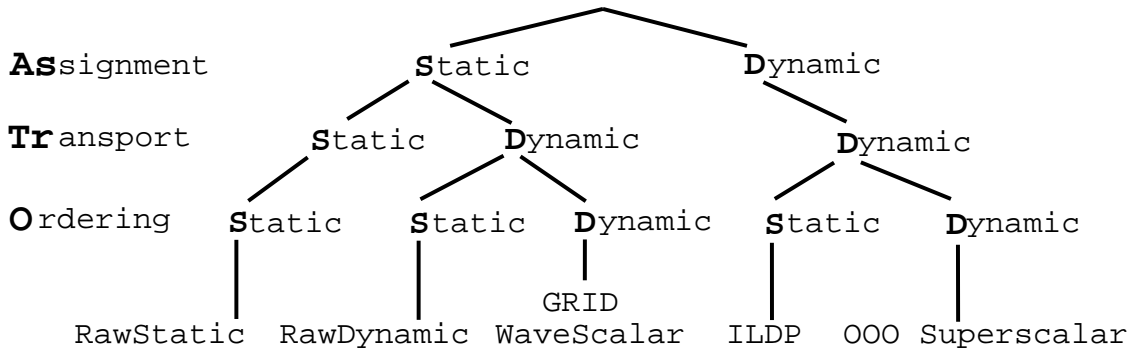 Assignment Static Dynamic
Transport Static Dynamic Dynamic
Ordering Static Static Dynamic Static Dynamic
GRID
RawStatic RawDynamic WaveScalar ILDP OOO Superscalar